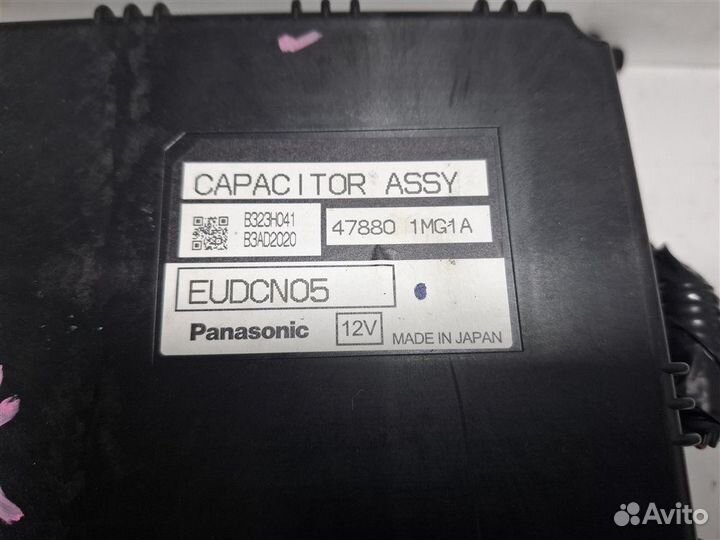 CAPACITOR ASSY
B323H041
B3AD2020
47880 1MG1A
EUDCN05
Panasonic 12V MADE IN JAPAN
Avito